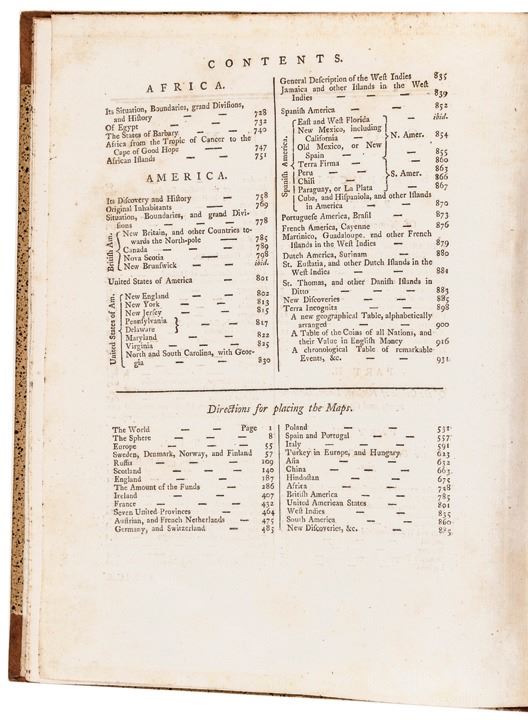 CONTENTS.
AFRICA.
Its Situation, Boundaries, grand Divisions,
and History — — 728
Of Egypt — — — 732
The States of Barbary — — 740
Africa from the Tropic of Cancer to the
Cape of Good Hope — — 747
African Islands — — — 751
AMERICA.
Its Discovery and History — — 758
Original Inhabitants — — — 769
Situation, Boundaries, and grand Divi-
sions — — — 778
British Am.
New Britain, and other Countries to-
wards the North-pole — 785
Canada — — — 789
Nova Scotia — — 798
New Brunswick — — ibid.
United States of America — 801
United States of Am.
New England — — 802
New York — — 813
New Jersey — — 815
Pennsylvania
Delaware } — — 817
Maryland — — 822
Virginia — — — 825
North and South Carolina, with Geor-
gia — — — 830
General Description of the West Indies 835
Jamaica and other Islands in the West
Indies — — — — 839
Spanish America — — — 852
Spanish America.
East and West Florida ibid.
New Mexico, including
California — — N. Amer. 854
Old Mexico, or New
Spain — — 855
Terra Firma — — 860
Peru — — — S. Amer. 863
Chili — — — 866
Paraguay, or La Plata 867
Cuba, and Hispaniola, and other Islands
in America — — — 870
Portuguese America, Brasil — 873
French America, Cayenne — 876
Martinico, Guadaloupe, and other French
Islands in the West Indies — 879
Dutch America, Surinam — 880
St. Eustatia, and other Dutch Islands in the
West Indies — — — 881
St. Thomas, and other Danish Islands in
Ditto — — — — 883
New Discoveries — — — 885
Terra Incognita — — — 898
A new geographical Table, alphabetically
arranged — — — 900
A Table of the Coins of all Nations, and
their Value in English Money 916
A chronological Table of remarkable
Events, &c. — — — 931
Directions for placing the Maps.
The World — — Page 1
The Sphere — — — 8
Europe — — — 55
Sweden, Denmark, Norway, and Finland 57
Russia — — — — 109
Scotland — — — 140
England — — — 187
The Amount of the Funds — 286
Ireland — — — 407
France — — — 432
Seven United Provinces — 464
Austrian, and French Netherlands — 475
Germany, and Switzerland — 485
Poland — — — 531
Spain and Portugal — — 557
Italy — — — — 591
Turkey in Europe, and Hungary 623
Asia — — — — 632
China — — — 663
Hindostan — — — 675
Africa — — — 728
British America — — 785
United American States — 801
West Indies — — — 835
South America — — 860
New Discoveries, &c. — — 885